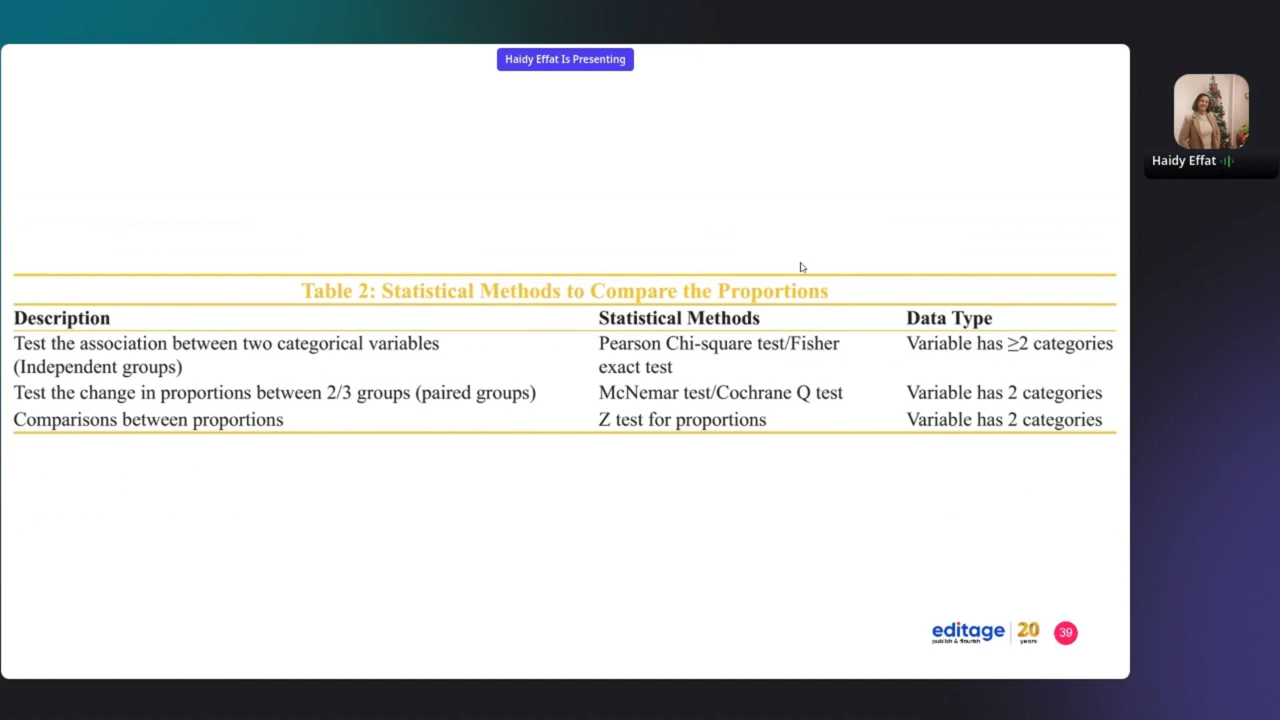 Haidy Effat Is Presenting
Haidy Effat
Table 2: Statistical Methods to Compare the Proportions
Description Statistical Methods Data Type
Test the association between two categorical variables Pearson Chi-square test/Fisher Variable has ≥2 categories
(Independent groups) exact test
Test the change in proportions between 2/3 groups (paired groups) McNemar test/Cochrane Q test Variable has 2 categories
Comparisons between proportions Z test for proportions Variable has 2 categories
editage 20 39
publish & flourish years